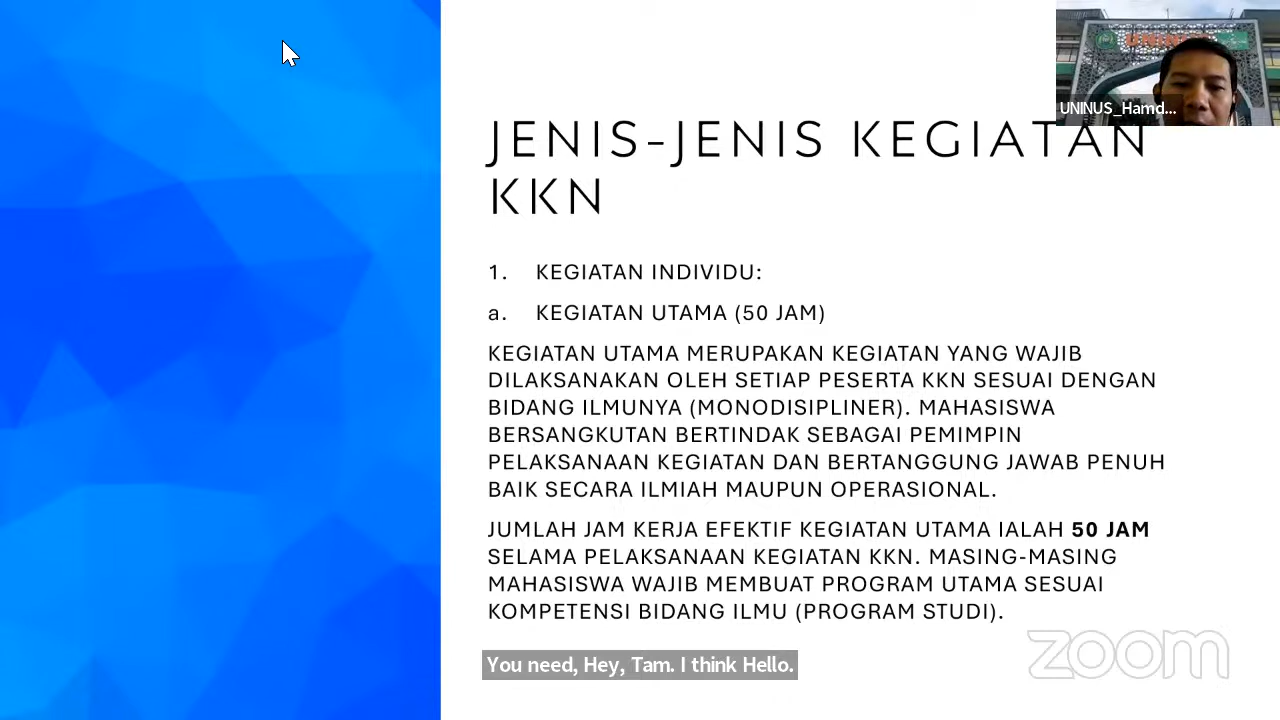 UNINUS
UNINUS_Hamd...
JENIS-JENIS KEGIATAN
KKN
1. KEGIATAN INDIVIDU:
a. KEGIATAN UTAMA (50 JAM)
KEGIATAN UTAMA MERUPAKAN KEGIATAN YANG WAJIB
DILAKSANAKAN OLEH SETIAP PESERTA KKN SESUAI DENGAN
BIDANG ILMUNYA (MONODISIPLINER). MAHASISWA
BERSANGKUTAN BERTINDAK SEBAGAI PEMIMPIN
PELAKSANAAN KEGIATAN DAN BERTANGGUNG JAWAB PENUH
BAIK SECARA ILMIAH MAUPUN OPERASIONAL.
JUMLAH JAM KERJA EFEKTIF KEGIATAN UTAMA IALAH 50 JAM
SELAMA PELAKSANAAN KEGIATAN KKN. MASING-MASING
MAHASISWA WAJIB MEMBUAT PROGRAM UTAMA SESUAI
KOMPETENSI BIDANG ILMU (PROGRAM STUDI).
zoom
You need, Hey, Tam. I think Hello.